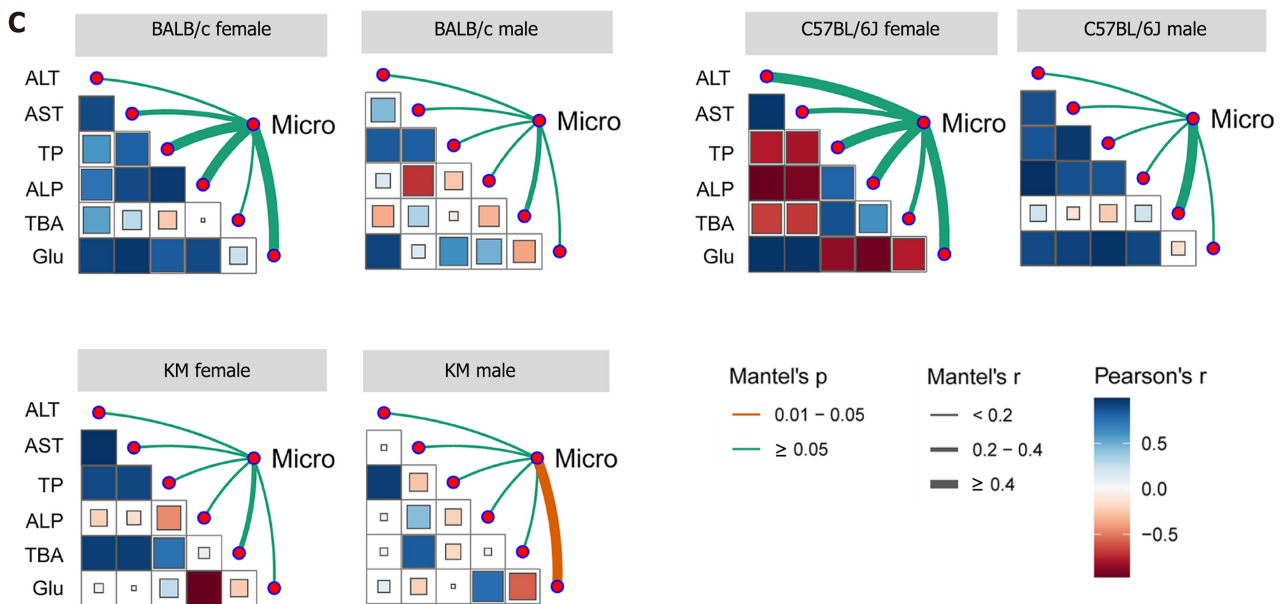 C
BALB/c female
BALB/c male
C57BL/6J female
C57BL/6J male
ALT
AST
TP
ALP
TBA
Glu
Micro
Micro
ALT
AST
TP
ALP
TBA
Glu
Micro
Micro
KM female
KM male
ALT
AST
TP
ALP
TBA
Glu
Micro
Micro
Mantel's p
0.01 – 0.05
≥ 0.05
Mantel's r
< 0.2
0.2 – 0.4
≥ 0.4
Pearson's r
0.5
0.0
−0.5